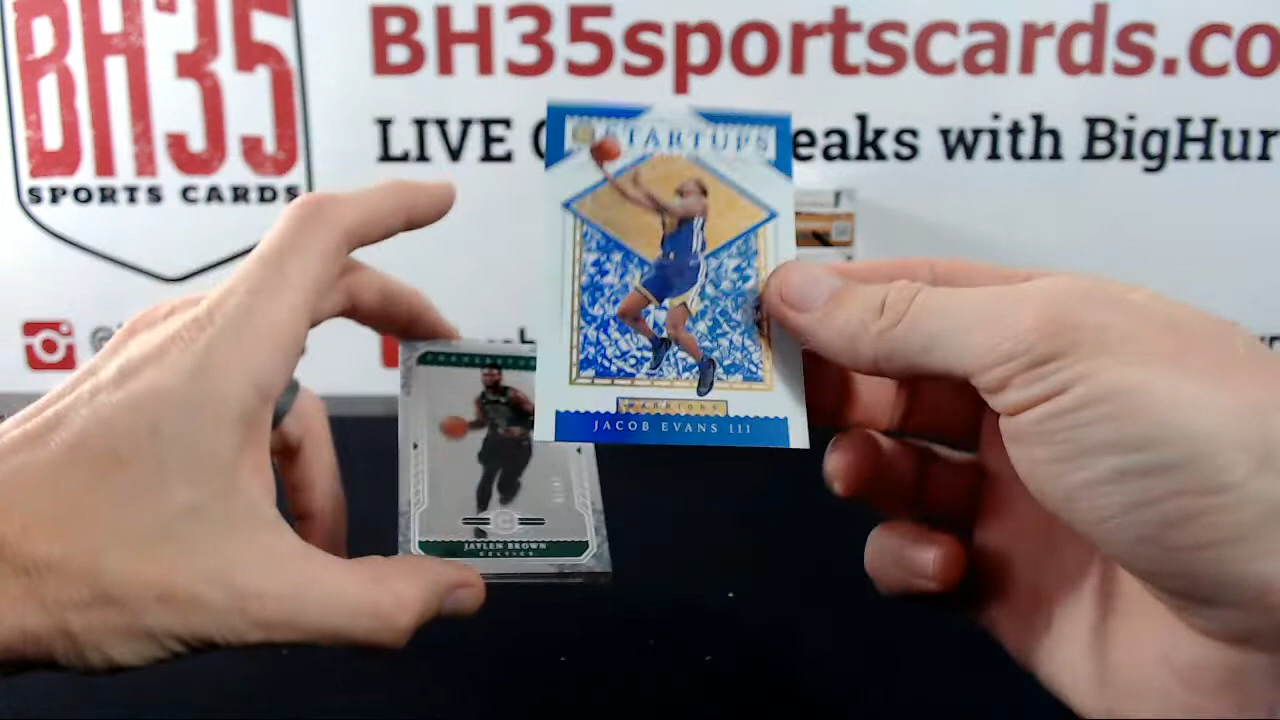 BH35
SPORTS CARDS
BH35sportscards.co
LIVE eaks with BigHur
STARTUPS
WARRIORS
JACOB EVANS III
JAYLEN BROWN
CELTICS